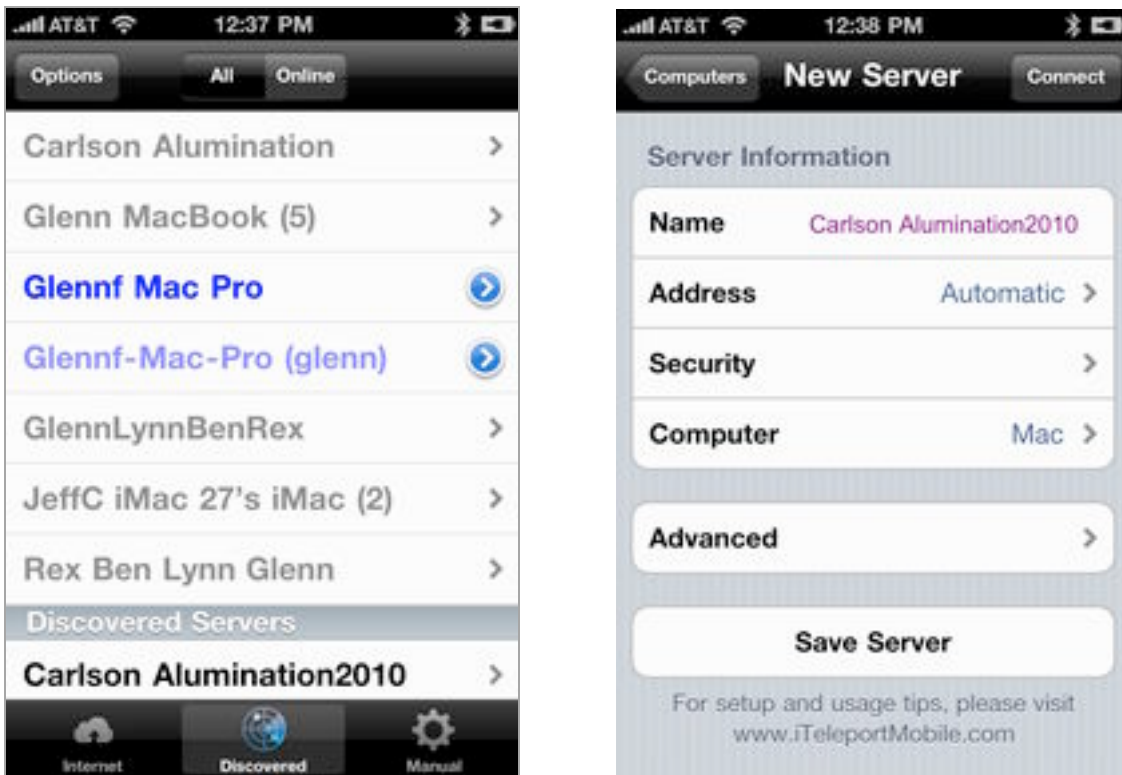 AT&T 12:37 PM
Options All Online
Carlson Alumination
Glenn MacBook (5)
Glennf Mac Pro
Glennf-Mac-Pro (glenn)
GlennLynnBenRex
JeffC iMac 27's iMac (2)
Rex Ben Lynn Glenn
Discovered Servers
Carlson Alumination2010
Internet Discovered Manual
AT&T 12:38 PM
Computers New Server Connect
Server Information
Name Carlson Alumination2010
Address Automatic
Security
Computer Mac
Advanced
Save Server
For setup and usage tips, please visit
www.iTeleportMobile.com